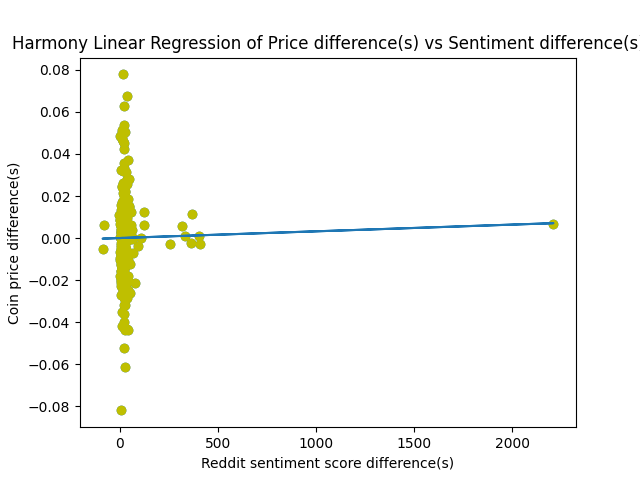 Harmony Linear Regression of Price difference(s) vs Sentiment difference(s
Coin price difference(s)
0.08
0.06
0.04
0.02
0.00
−0.02
−0.04
−0.06
−0.08
0 500 1000 1500 2000
Reddit sentiment score difference(s)